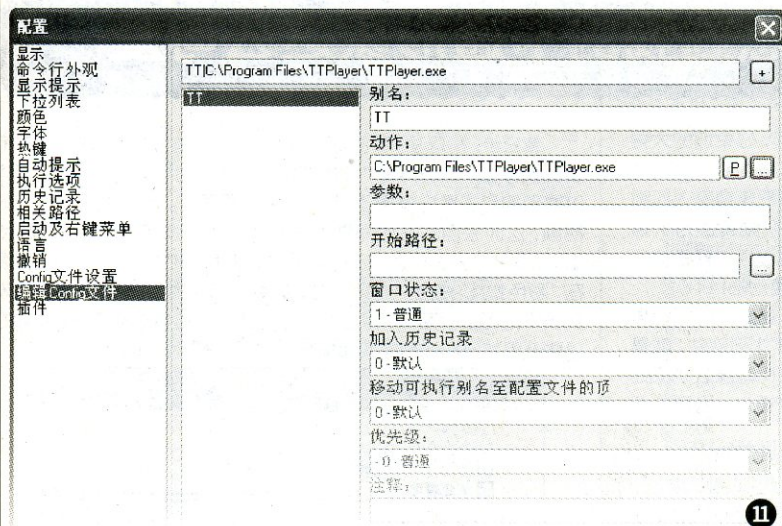 配置
显示
命令行外观
显示提示
下拉列表
颜色
字体
热键
自动提示
执行选项
历史记录
相关路径
启动及右键菜单
语言
撤销
Config文件设置
编辑Config文件
插件
TT|C:\Program Files\TTPlayer\TTPlayer.exe
+
TT
别名:
TT
动作:
C:\Program Files\TTPlayer\TTPlayer.exe
P
...
参数:
开始路径:
...
窗口状态:
1 - 普通
加入历史记录
0 - 默认
移动可执行别名至配置文件的顶
0 - 默认
优先级:
- 0 - 普通
注释:
11